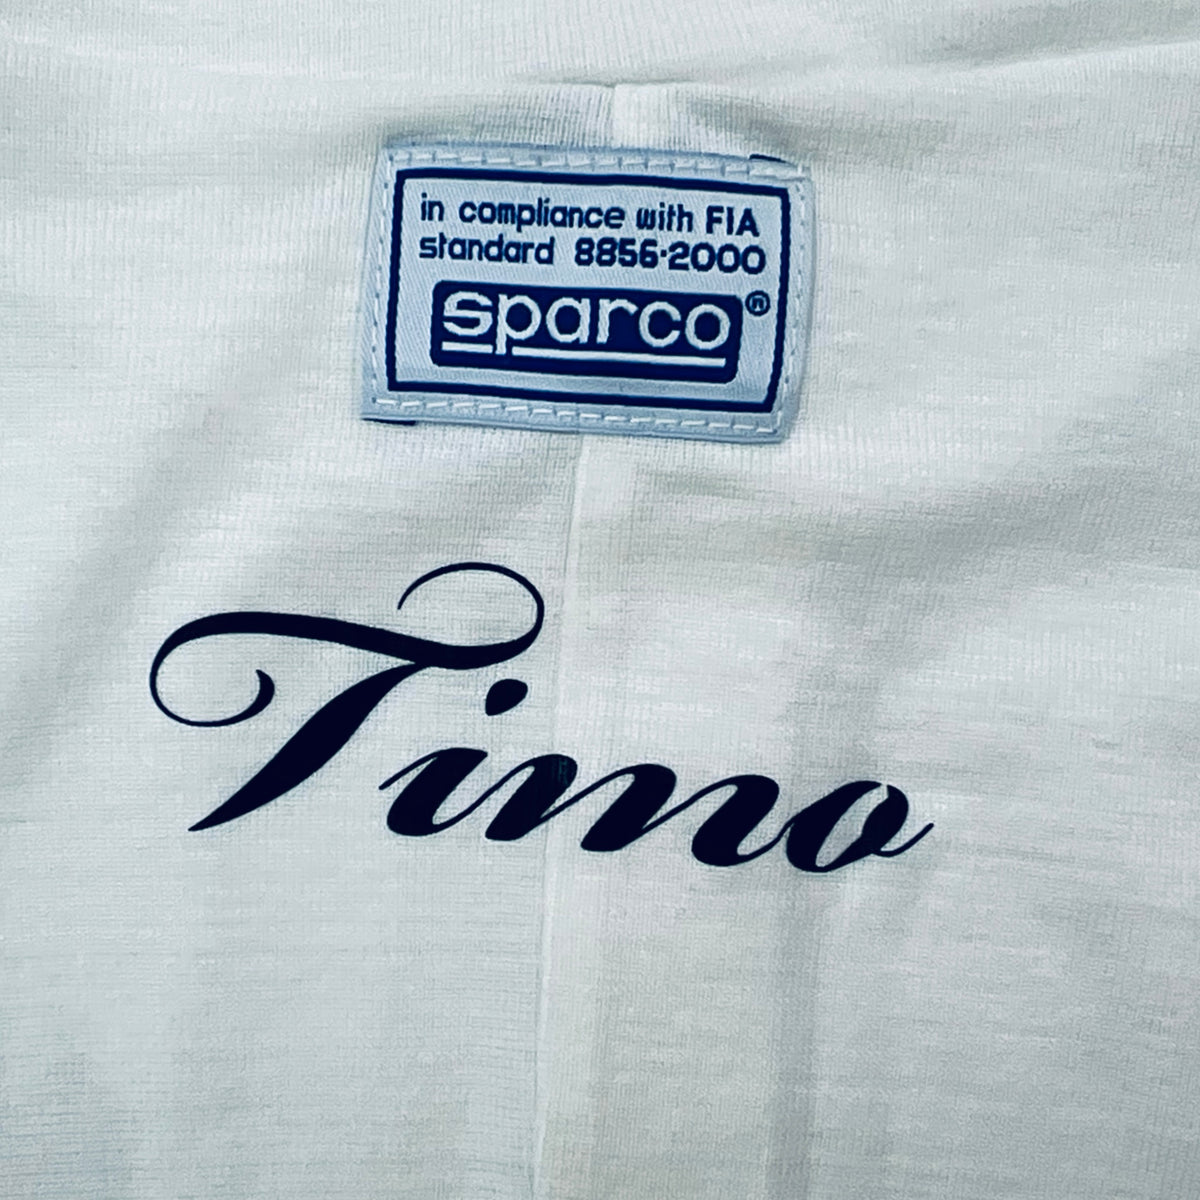 in compliance with FIA
standard 8856-2000
sparco®
Timo